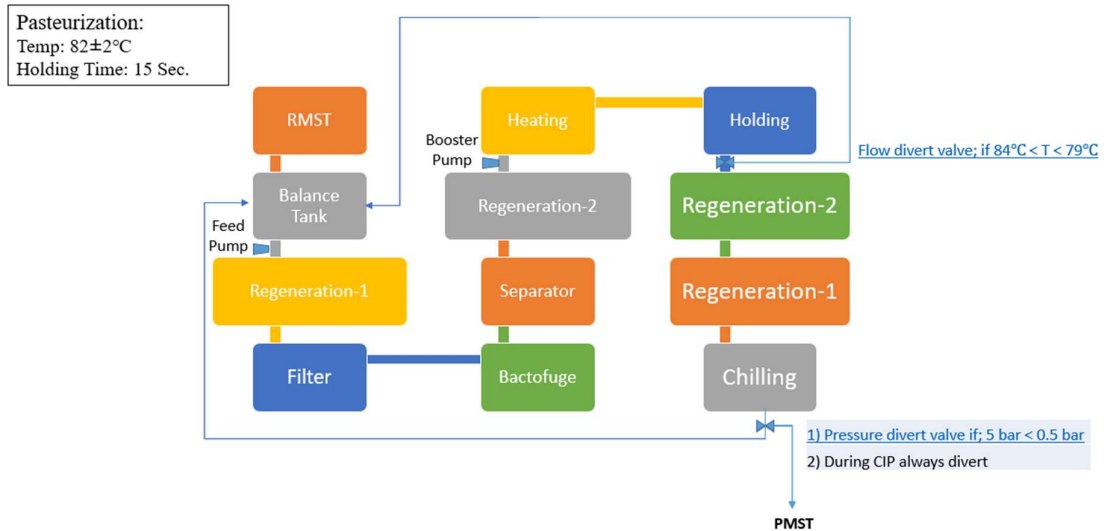 Pasteurization:
Temp: 82±2℃
Holding Time: 15 Sec.
RMST
Heating
Holding
Booster
Pump
Flow divert valve; if 84℃ < T < 79℃
Balance
Tank
Regeneration-2
Regeneration-2
Feed
Pump
Regeneration-1
Separator
Regeneration-1
Filter
Bactofuge
Chilling
1) Pressure divert valve if; 5 bar < 0.5 bar
2) During CIP always divert
PMST